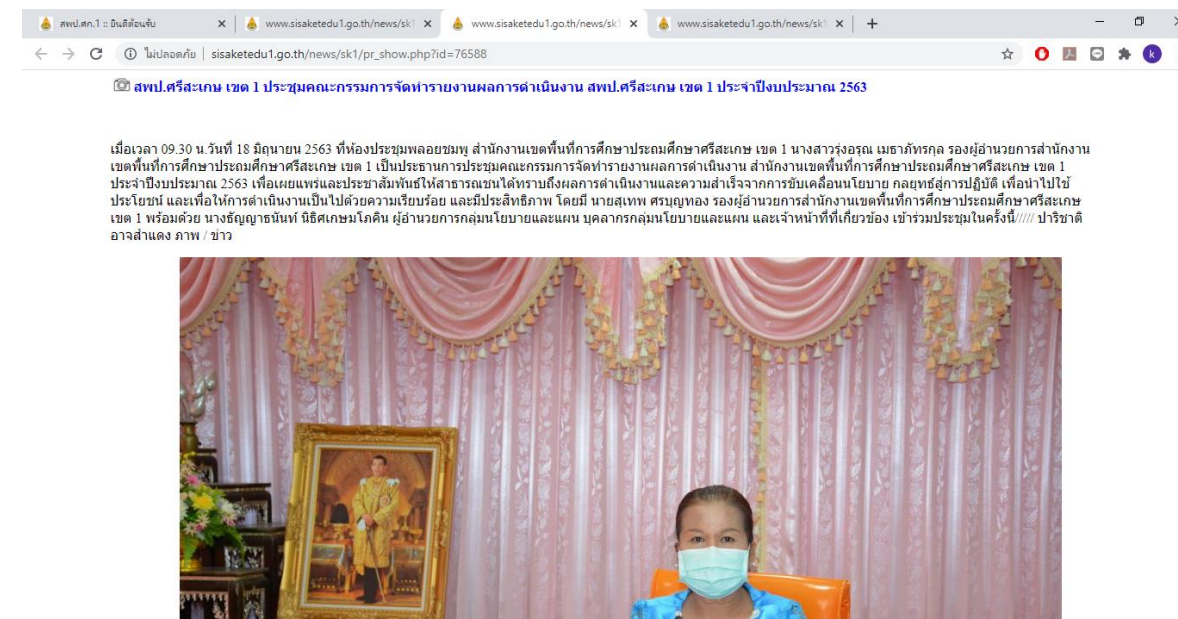 สพป.ศก.1 :: ยินดีต้อนรับ
www.sisaketedu1.go.th/news/sk1
www.sisaketedu1.go.th/news/sk1
www.sisaketedu1.go.th/news/sk1
ไม่ปลอดภัย | sisaketedu1.go.th/news/sk1/pr_show.php?id=76588
k
สพป.ศรีสะเกษ เขต 1 ประชุมคณะกรรมการจัดทำรายงานผลการดำเนินงาน สพป.ศรีสะเกษ เขต 1 ประจำปีงบประมาณ 2563
เมื่อเวลา 09.30 น.วันที่ 18 มิถุนายน 2563 ที่ห้องประชุมพลอยชมพู สำนักงานเขตพื้นที่การศึกษาประถมศึกษาศรีสะเกษ เขต 1 นางสาวรุ่งอรุณ เมธาภัทรกุล รองผู้อำนวยการสำนักงาน
เขตพื้นที่การศึกษาประถมศึกษาศรีสะเกษ เขต 1 เป็นประธานการประชุมคณะกรรมการจัดทำรายงานผลการดำเนินงาน สำนักงานเขตพื้นที่การศึกษาประถมศึกษาศรีสะเกษ เขต 1
ประจำปีงบประมาณ 2563 เพื่อเผยแพร่และประชาสัมพันธ์ให้สาธารณชนได้ทราบถึงผลการดำเนินงานและความสำเร็จจากการขับเคลื่อนนโยบาย กลยุทธ์สู่การปฏิบัติ เพื่อนำไปใช้
ประโยชน์ และเพื่อให้การดำเนินงานเป็นไปด้วยความเรียบร้อย และมีประสิทธิภาพ โดยมี นายสุเทพ ศรบุญทอง รองผู้อำนวยการสำนักงานเขตพื้นที่การศึกษาประถมศึกษาศรีสะเกษ
เขต 1 พร้อมด้วย นางธัญญาธนันท์ นิธิศเกษมโภคิน ผู้อำนวยการกลุ่มนโยบายและแผน บุคลากรกลุ่มนโยบายและแผน และเจ้าหน้าที่ที่เกี่ยวข้อง เข้าร่วมประชุมในครั้งนี้///// ปาริชาติ
อาจสำแดง ภาพ / ข่าว